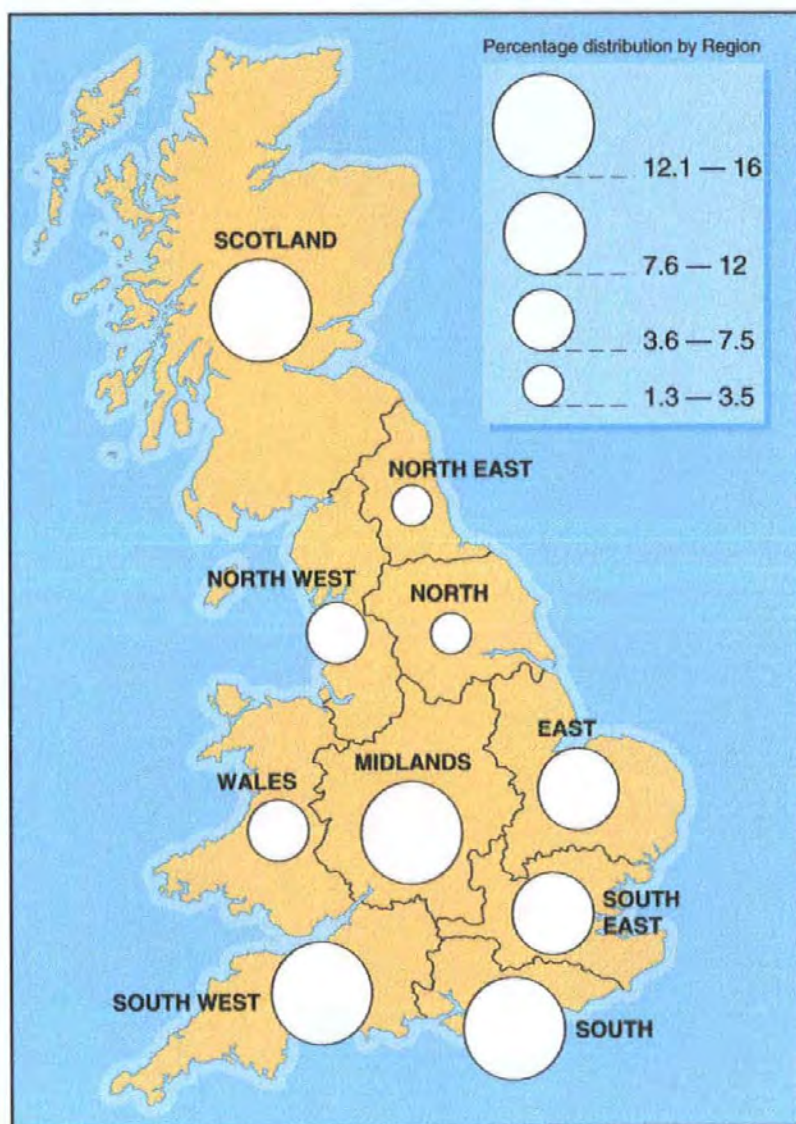 Percentage distribution by Region
12.1 — 16
7.6 — 12
3.6 — 7.5
1.3 — 3.5
SCOTLAND
NORTH EAST
NORTH WEST
NORTH
EAST
MIDLANDS
WALES
SOUTH
EAST
SOUTH WEST
SOUTH